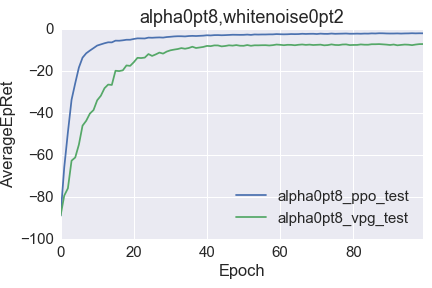 alpha0pt8,whitenoise0pt2
AverageEpRet
0
−20
−40
−60
−80
−100
alpha0pt8_ppo_test
alpha0pt8_vpg_test
0 20 40 60 80
Epoch